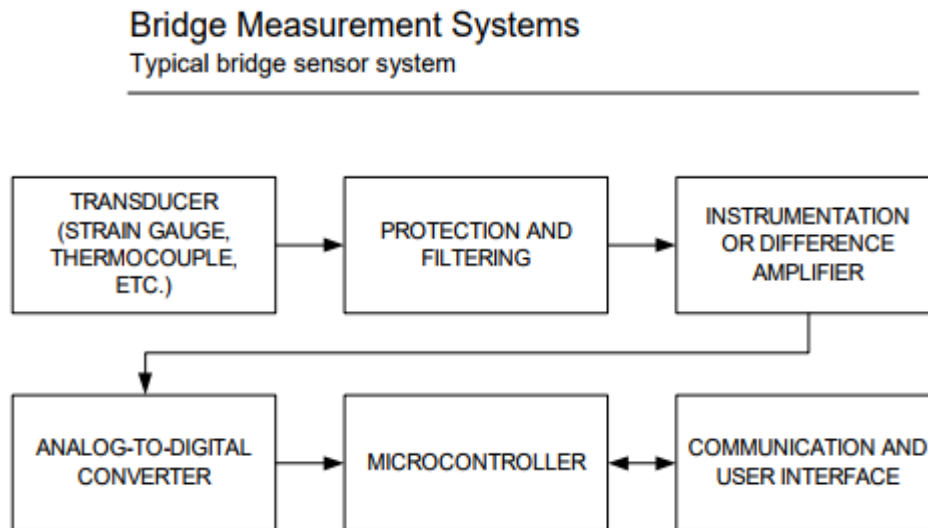 Bridge Measurement Systems
Typical bridge sensor system
TRANSDUCER
(STRAIN GAUGE,
THERMOCOUPLE,
ETC.)
PROTECTION AND
FILTERING
INSTRUMENTATION
OR DIFFERENCE
AMPLIFIER
ANALOG-TO-DIGITAL
CONVERTER
MICROCONTROLLER
COMMUNICATION AND
USER INTERFACE